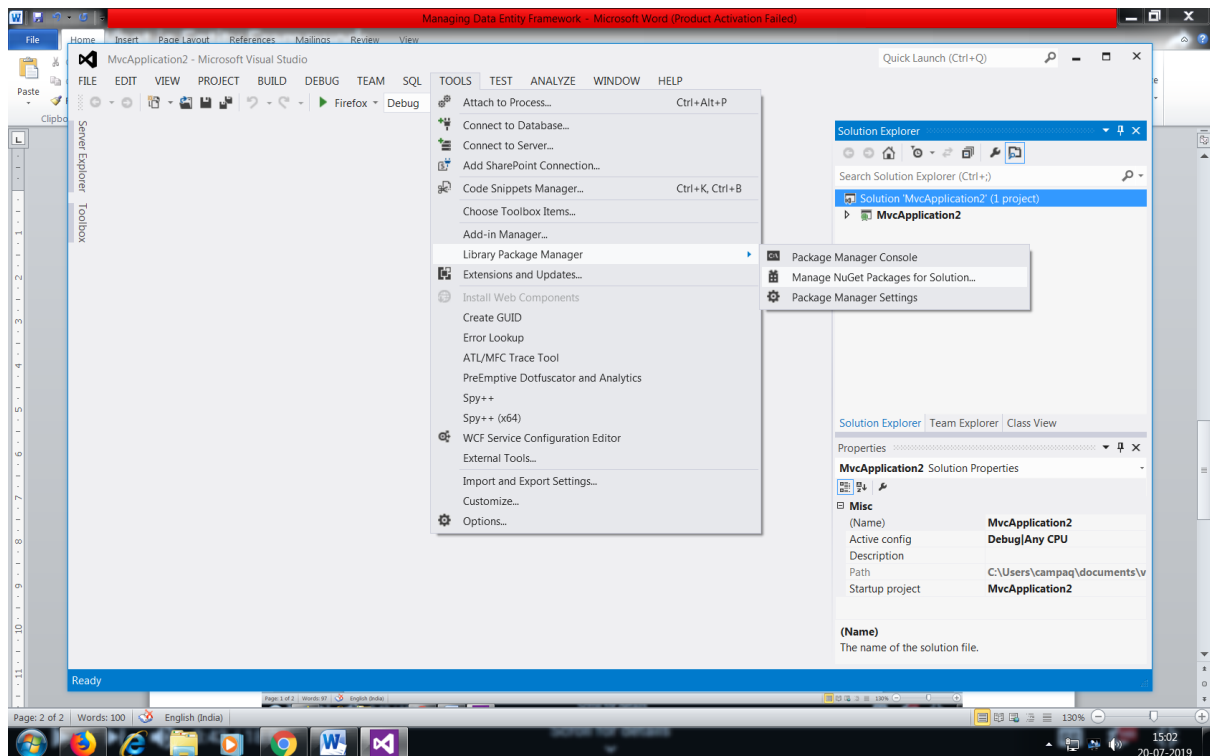 Managing Data Entity Framework - Microsoft Word (Product Activation Failed)
File Home Insert Page Layout References Mailings Review View
Paste
MvcApplication2 - Microsoft Visual Studio
Quick Launch (Ctrl+Q)
FILE EDIT VIEW PROJECT BUILD DEBUG TEAM SQL TOOLS TEST ANALYZE WINDOW HELP
Firefox Debug
Server Explorer
Toolbox
Attach to Process... Ctrl+Alt+P
Connect to Database...
Connect to Server...
Add SharePoint Connection...
Code Snippets Manager... Ctrl+K, Ctrl+B
Choose Toolbox Items...
Add-in Manager...
Library Package Manager
Extensions and Updates...
Install Web Components
Create GUID
Error Lookup
ATL/MFC Trace Tool
PreEmptive Dotfuscator and Analytics
Spy++
Spy++ (x64)
WCF Service Configuration Editor
External Tools...
Import and Export Settings...
Customize...
Options...
Package Manager Console
Manage NuGet Packages for Solution...
Package Manager Settings
Solution Explorer
Search Solution Explorer (Ctrl+;)
Solution 'MvcApplication2' (1 project)
MvcApplication2
Solution Explorer Team Explorer Class View
Properties
MvcApplication2 Solution Properties
Misc
(Name) MvcApplication2
Active config Debug|Any CPU
Description
Path C:\Users\campaq\documents\v
Startup project MvcApplication2
(Name)
The name of the solution file.
Ready
Page: 1 of 2 Words: 97 English (India) 130%
Page: 2 of 2 Words: 100 English (India) 130%
15:02
20-07-2019